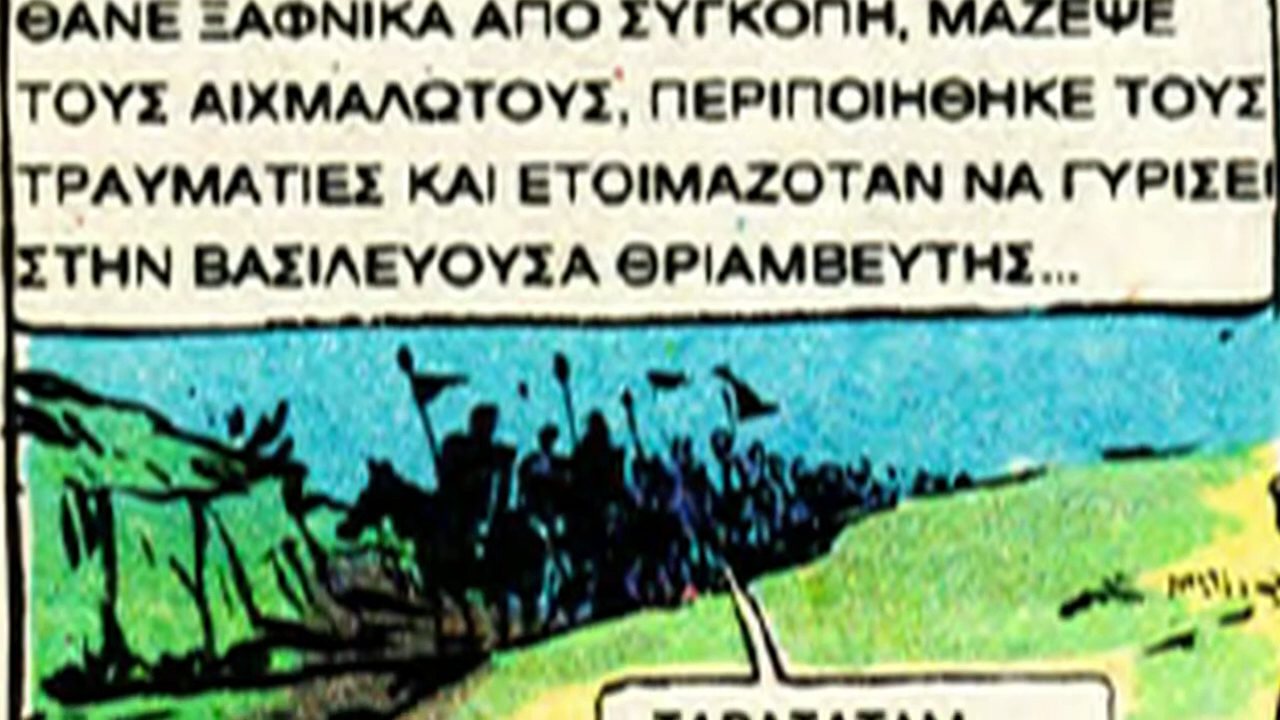 ΘΑΝΕ ΞΑΦΝΙΚΑ ΑΠΟ ΣΥΓΚΟΠΗ, ΜΑΖΕΨΕ
ΤΟΥΣ ΑΙΧΜΑΛΩΤΟΥΣ, ΠΕΡΙΠΟΙΗΘΗΚΕ ΤΟΥΣ
ΤΡΑΥΜΑΤΙΕΣ ΚΑΙ ΕΤΟΙΜΑΖΟΤΑΝ ΝΑ ΓΥΡΙΣΕΙ
ΣΤΗΝ ΒΑΣΙΛΕΥΟΥΣΑ ΘΡΙΑΜΒΕΥΤΗΣ...